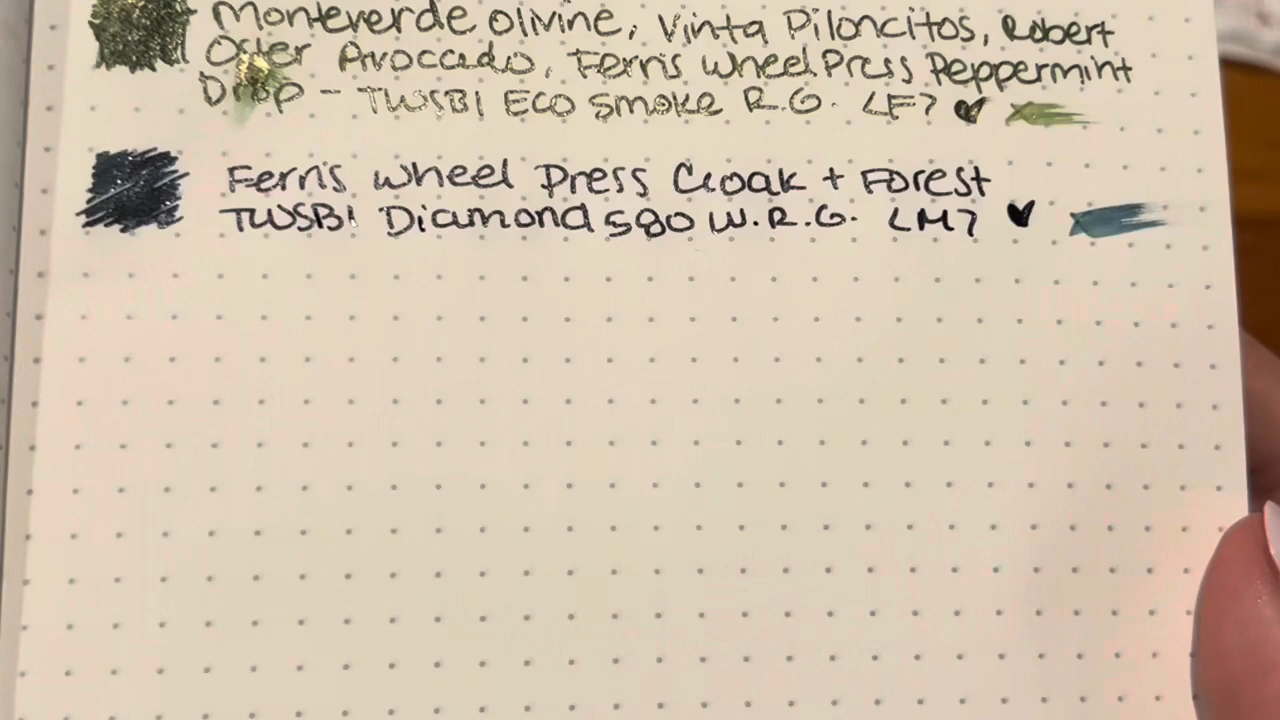 Monteverde Olivine, Vinta Piloncitos, Robert
Oster Avocado, Ferris Wheel Press Peppermint
Drop - TWSBI Eco Smoke R.G. <F> ♥
Ferris Wheel Press Cloak + Forest
TWSBI Diamond 580 W.R.G. <M> ♥